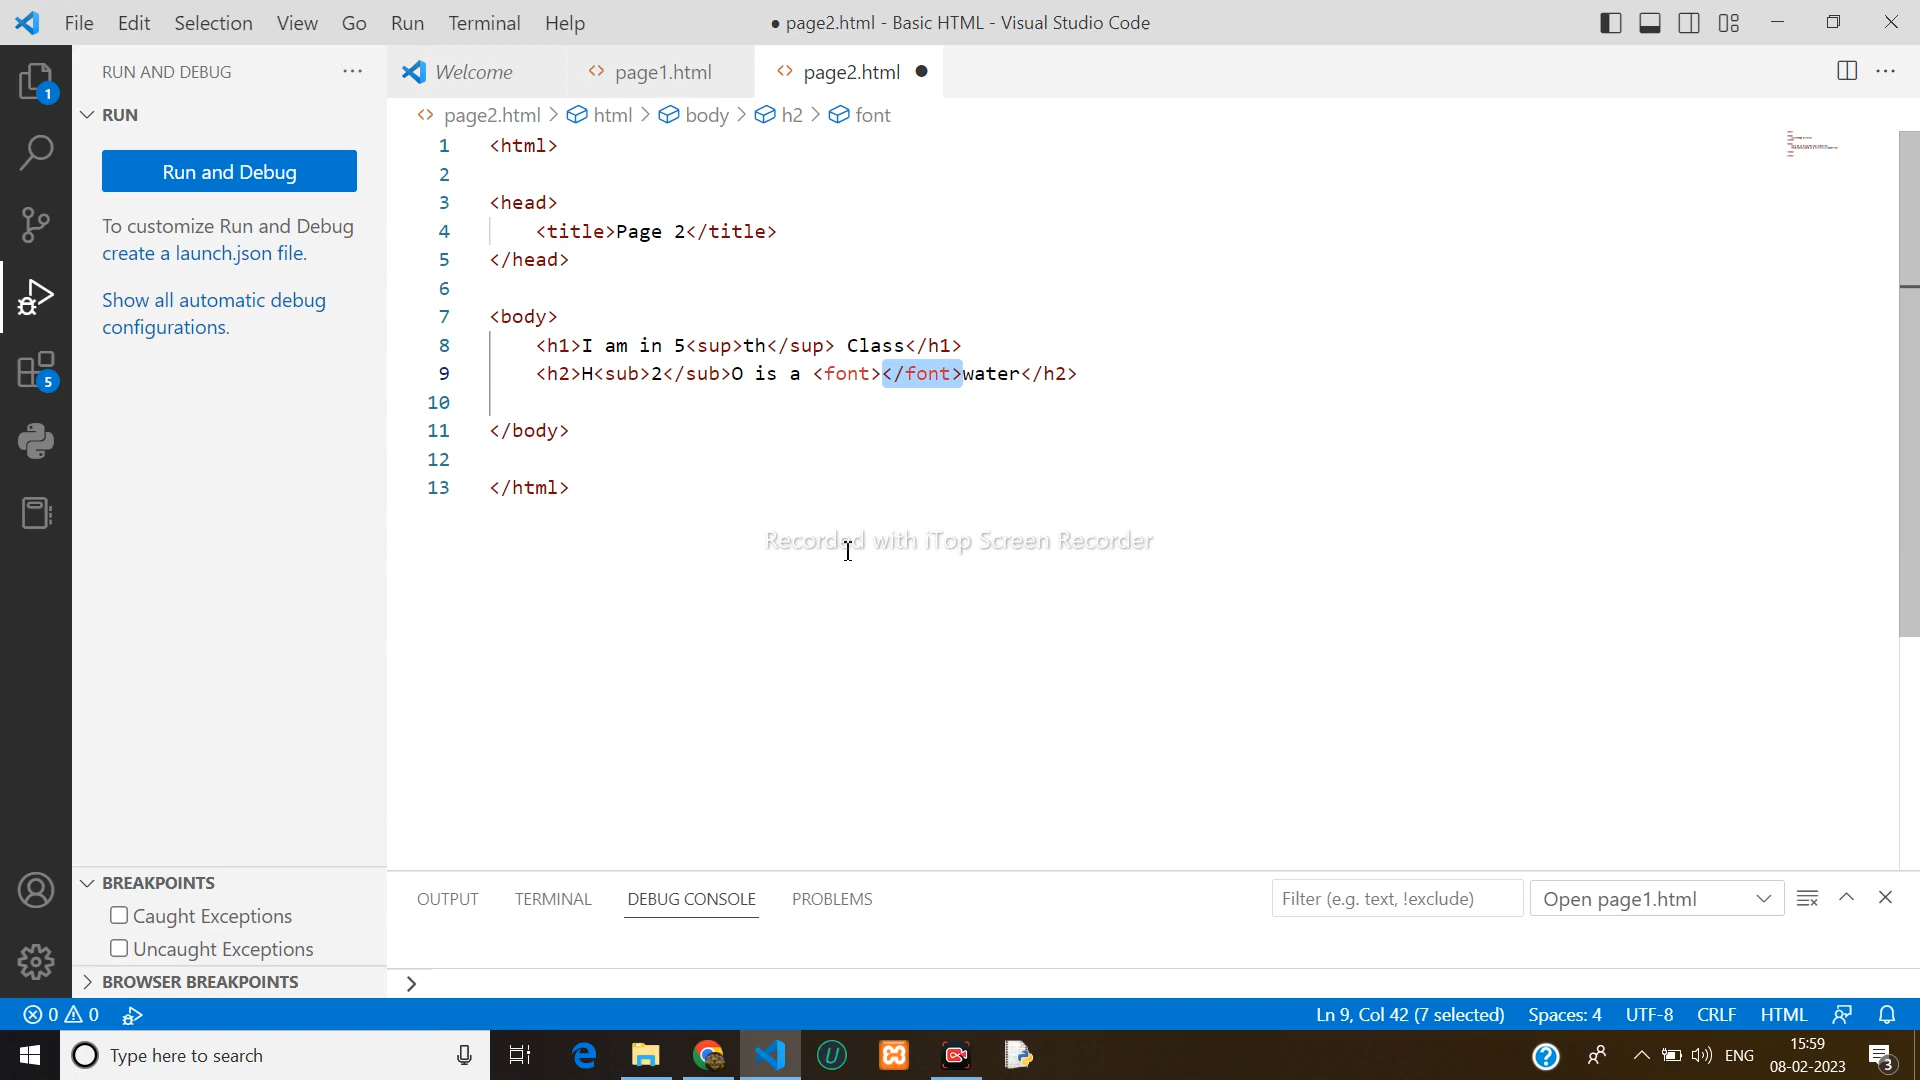 File Edit Selection View Go Run Terminal Help
● page2.html - Basic HTML - Visual Studio Code
RUN AND DEBUG ···
Welcome
page1.html
page2.html ●
RUN
page2.html > html > body > h2 > font
Run and Debug
To customize Run and Debug
create a launch.json file.
Show all automatic debug
configurations.
1 <html>
2
3 <head>
4 <title>Page 2</title>
5 </head>
6
7 <body>
8 <h1>I am in 5<sup>th</sup> Class</h1>
9 <h2>H<sub>2</sub>O is a <font></font>water</h2>
10
11 </body>
12
13 </html>
1
5
Recorded with iTop Screen Recorder
BREAKPOINTS
Caught Exceptions
Uncaught Exceptions
BROWSER BREAKPOINTS
OUTPUT TERMINAL DEBUG CONSOLE PROBLEMS
Filter (e.g. text, !exclude)
Open page1.html
0 0
Ln 9, Col 42 (7 selected) Spaces: 4 UTF-8 CRLF HTML
Type here to search
ENG
15:59
08-02-2023
3